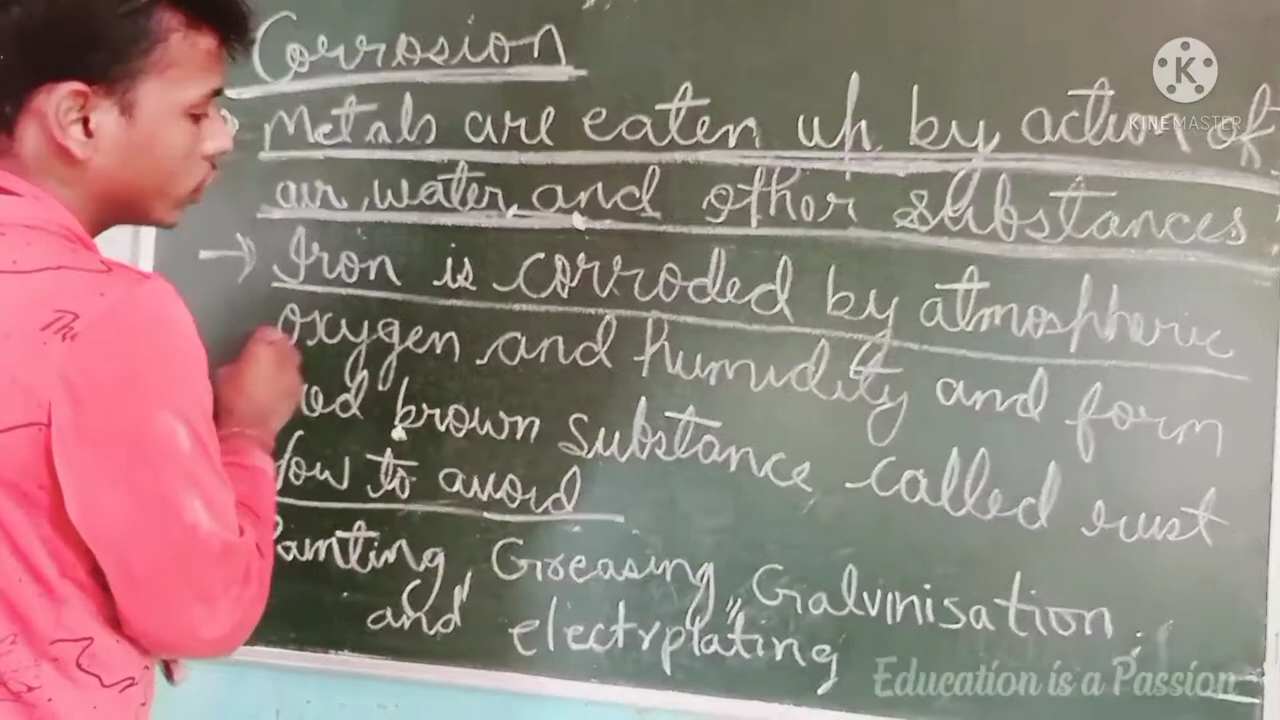 Corrosion
Metals are eaten up by action of
air, water, and other substances
→ Iron is corroded by atmospheric
oxygen and humidity and form
red brown substance called rust
How to avoid
Painting, Greasing, Galvinisation
and electrplating
KINEMASTER
Education is a Passion